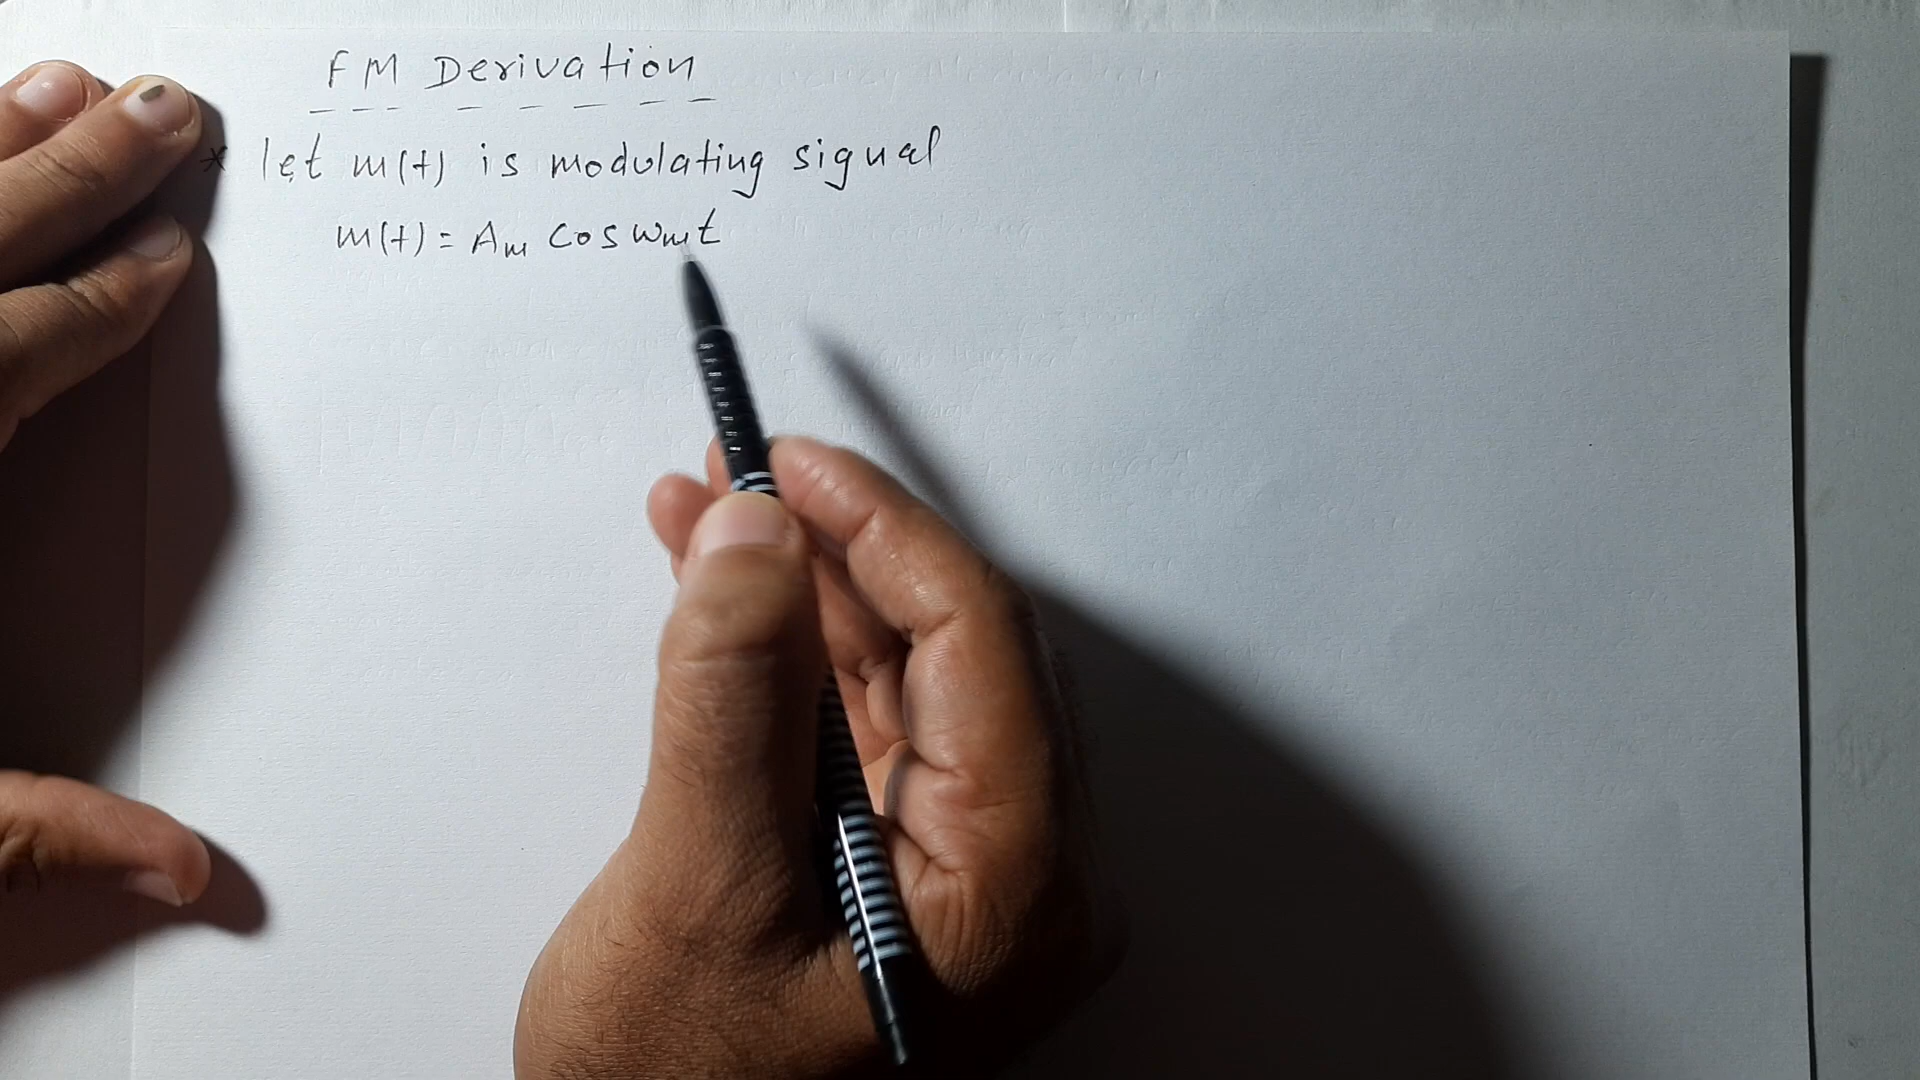 FM Derivation
* let m(t) is modulating signal
m(t) = Am cos wmt